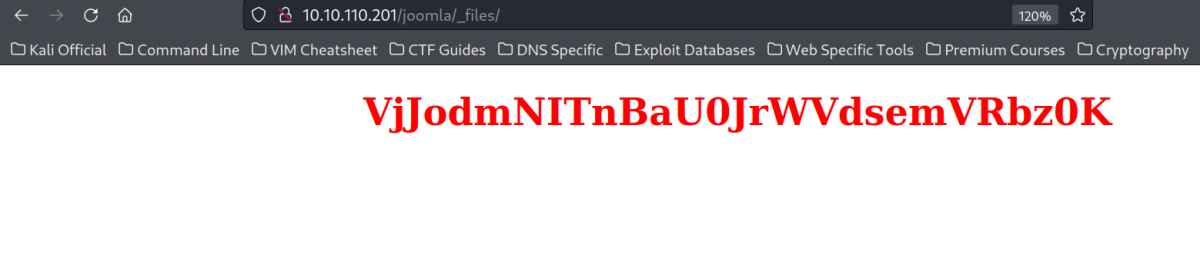 10.10.110.201/joomla/_files/
120%
Kali Official Command Line VIM Cheatsheet CTF Guides DNS Specific Exploit Databases Web Specific Tools Premium Courses Cryptography
VjJodmNITnBaU0JrWVdsemVRbz0K